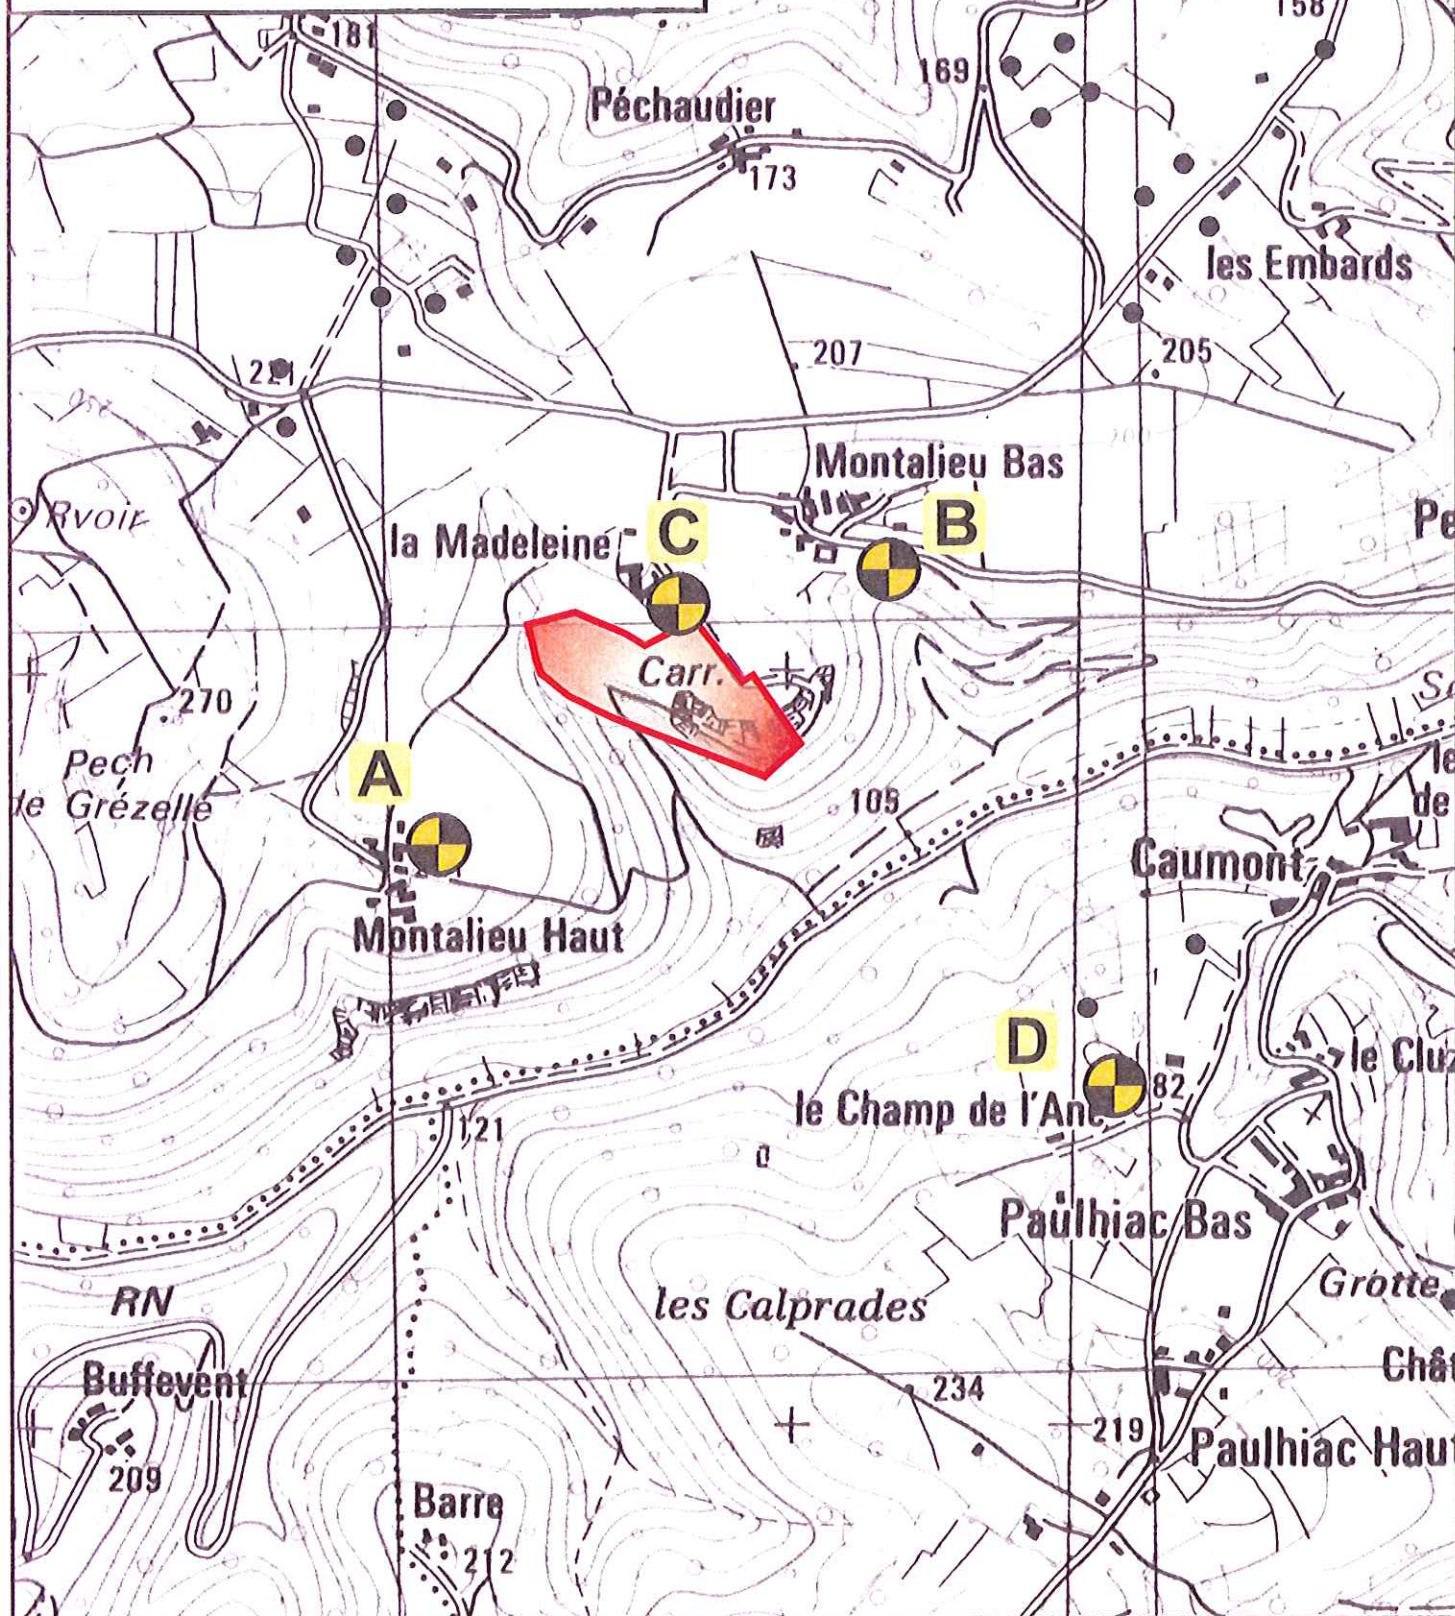 181
158
169
Péchaudier
173
les Embards
207
205
221
Montalieu Bas
Rvoir
B
C
la Madeleine
Carr.
270
Pech
de Grézelle
A
105
Caumont
de
Montalieu Haut
D
82
le Champ de l'Ane
121
Paulhiac Bas
RN
les Calprades
Grotte
Buffevent
234
219
Paulhiac Haut
209
Barre
212